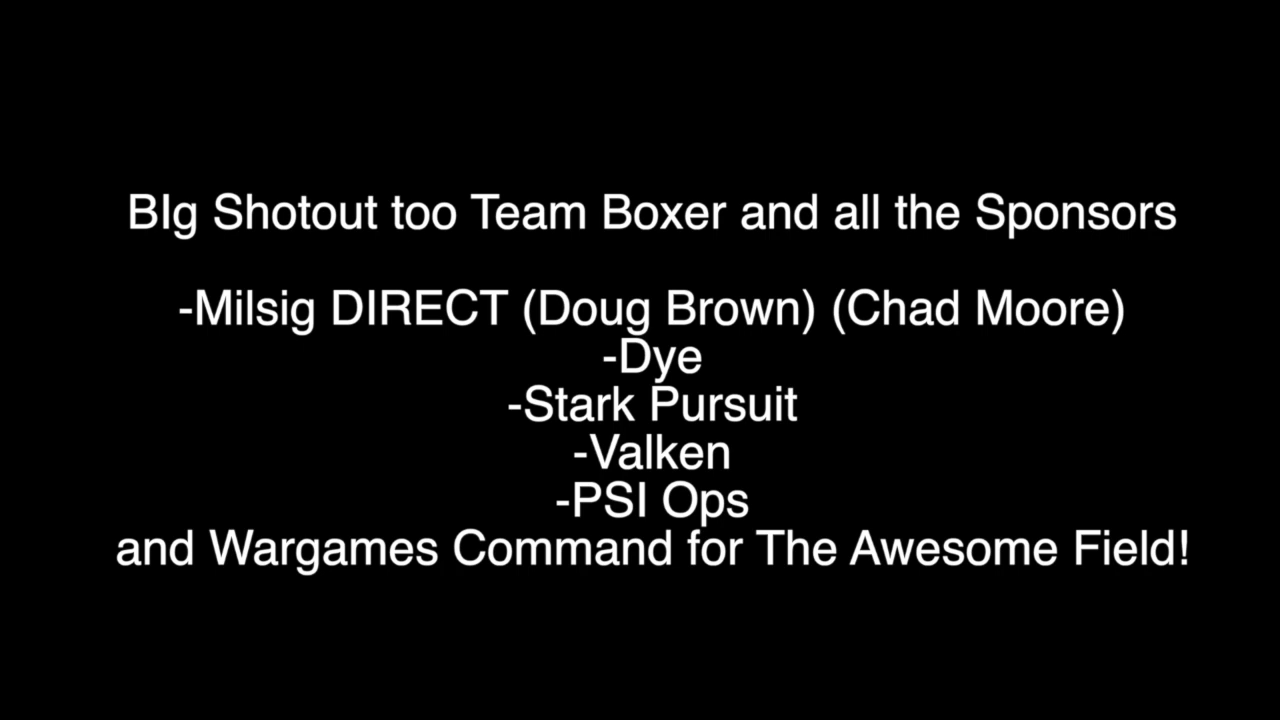 BIg Shotout too Team Boxer and all the Sponsors
-Milsig DIRECT (Doug Brown) (Chad Moore)
-Dye
-Stark Pursuit
-Valken
-PSI Ops
and Wargames Command for The Awesome Field!